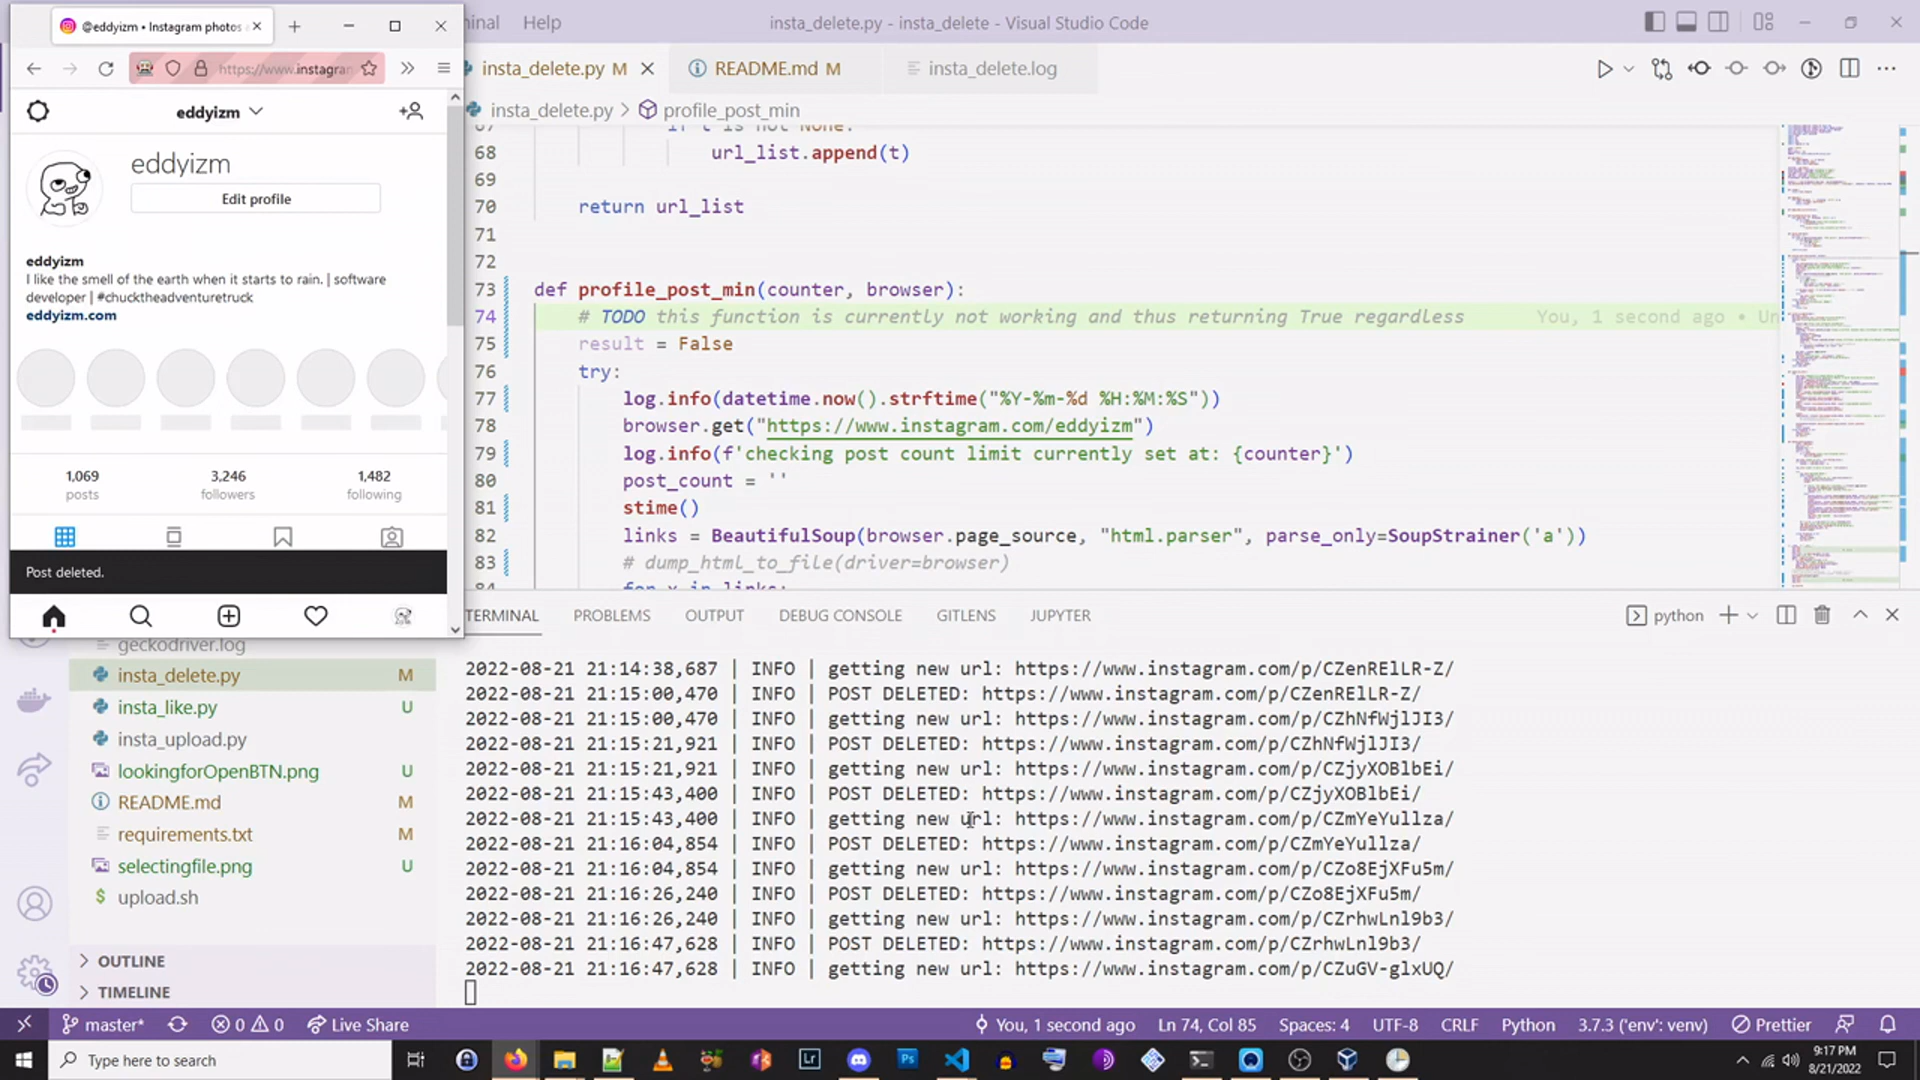 @eddyizm • Instagram photos
minal Help
insta_delete.py - insta_delete - Visual Studio Code
https://www.instagram
insta_delete.py M
README.md M
insta_delete.log
insta_delete.py > profile_post_min
eddyizm
eddyizm
Edit profile
eddyizm
I like the smell of the earth when it starts to rain. | software
developer | #chucktheadventuretruck
eddyizm.com
1,069 3,246 1,482
posts followers following
Post deleted.
67 if t is not None:
68 url_list.append(t)
69
70 return url_list
71
72
73 def profile_post_min(counter, browser):
74 # TODO this function is currently not working and thus returning True regardless You, 1 second ago • Un
75 result = False
76 try:
77 log.info(datetime.now().strftime("%Y-%m-%d %H:%M:%S"))
78 browser.get("https://www.instagram.com/eddyizm")
79 log.info(f'checking post count limit currently set at: {counter}')
80 post_count = ''
81 stime()
82 links = BeautifulSoup(browser.page_source, "html.parser", parse_only=SoupStrainer('a'))
83 # dump_html_to_file(driver=browser)
84 for x in links:
TERMINAL PROBLEMS OUTPUT DEBUG CONSOLE GITLENS JUPYTER
python
geckodriver.log
insta_delete.py M
insta_like.py U
insta_upload.py
lookingforOpenBTN.png U
README.md M
requirements.txt M
selectingfile.png U
upload.sh
OUTLINE
TIMELINE
2022-08-21 21:14:38,687 | INFO | getting new url: https://www.instagram.com/p/CZenRElLR-Z/
2022-08-21 21:15:00,470 | INFO | POST DELETED: https://www.instagram.com/p/CZenRElLR-Z/
2022-08-21 21:15:00,470 | INFO | getting new url: https://www.instagram.com/p/CZhNfWjlJI3/
2022-08-21 21:15:21,921 | INFO | POST DELETED: https://www.instagram.com/p/CZhNfWjlJI3/
2022-08-21 21:15:21,921 | INFO | getting new url: https://www.instagram.com/p/CZjyXOBlbEi/
2022-08-21 21:15:43,400 | INFO | POST DELETED: https://www.instagram.com/p/CZjyXOBlbEi/
2022-08-21 21:15:43,400 | INFO | getting new url: https://www.instagram.com/p/CZmYeYullza/
2022-08-21 21:16:04,854 | INFO | POST DELETED: https://www.instagram.com/p/CZmYeYullza/
2022-08-21 21:16:04,854 | INFO | getting new url: https://www.instagram.com/p/CZo8EjXFu5m/
2022-08-21 21:16:26,240 | INFO | POST DELETED: https://www.instagram.com/p/CZo8EjXFu5m/
2022-08-21 21:16:26,240 | INFO | getting new url: https://www.instagram.com/p/CZrhwLnl9b3/
2022-08-21 21:16:47,628 | INFO | POST DELETED: https://www.instagram.com/p/CZrhwLnl9b3/
2022-08-21 21:16:47,628 | INFO | getting new url: https://www.instagram.com/p/CZuGV-glxUQ/
master* 0 0 Live Share
You, 1 second ago Ln 74, Col 85 Spaces: 4 UTF-8 CRLF Python 3.7.3 ('env': venv) Prettier
Type here to search
Lr
Ps
9:17 PM
8/21/2022